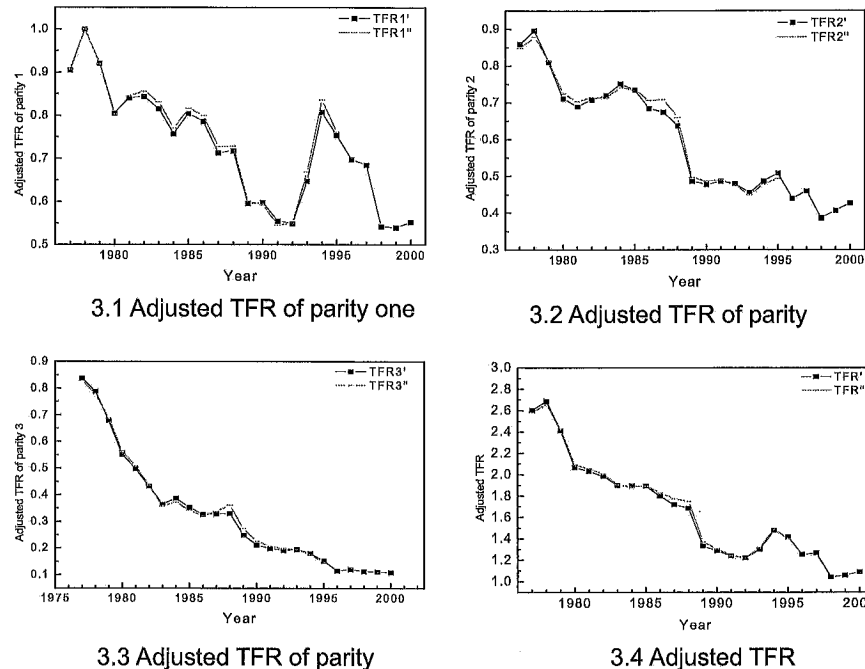 Adjusted TFR of parity 1
1.0
0.9
0.8
0.7
0.6
0.5
TFR1'
TFR1"
1980 1985 1990 1995 2000
Year
3.1 Adjusted TFR of parity one
Adjusted TFR of parity 2
0.9
0.8
0.7
0.6
0.5
0.4
0.3
TFR2'
TFR2"
1980 1985 1990 1995 2000
Year
3.2 Adjusted TFR of parity
Adjusted TFR of parity 3
0.9
0.8
0.7
0.6
0.5
0.4
0.3
0.2
0.1
TFR3'
TFR3"
1976 1980 1985 1990 1995 2000
Year
3.3 Adjusted TFR of parity
Adjusted TFR
3.0
2.8
2.6
2.4
2.2
2.0
1.8
1.6
1.4
1.2
1.0
TFR'
TFR"
1980 1985 1990 1995 2000
Year
3.4 Adjusted TFR